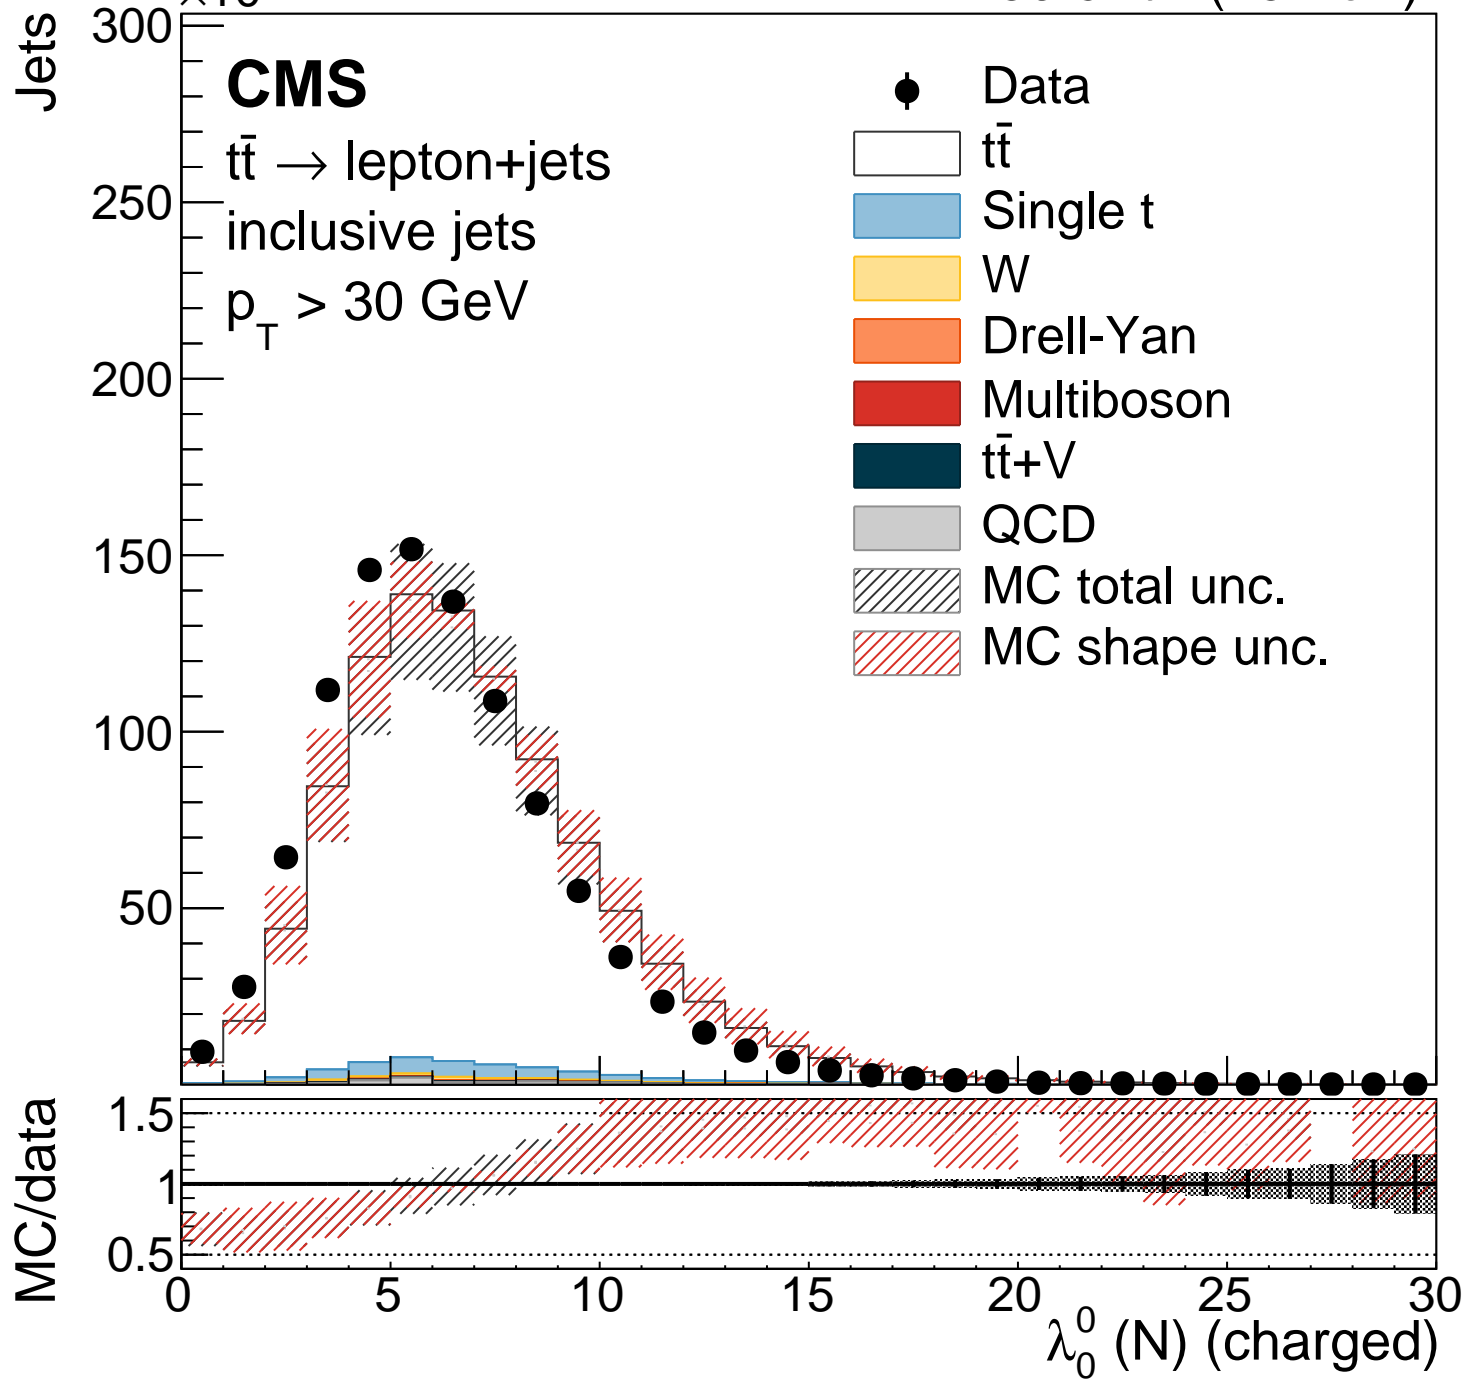 300
250
200
150
100
50
Jets
CMS
tt̄ → lepton+jets
inclusive jets
p_T > 30 GeV
Data
tt̄
Single t
W
Drell-Yan
Multiboson
tt̄+V
QCD
MC total unc.
MC shape unc.
MC/data
1.5
1
0.5
0 5 10 15 20 25 30
λ₀⁰ (N) (charged)